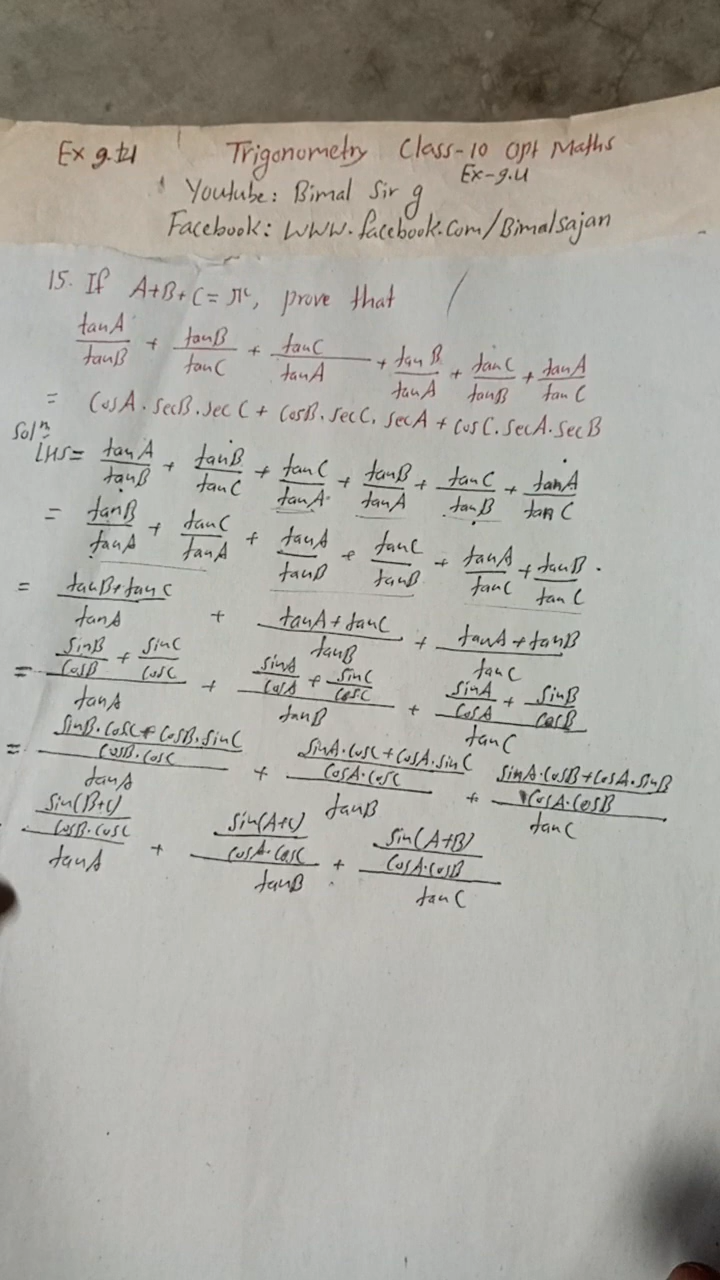 Ex 9.4 Trigonometry Class-10 Opt Maths
Ex-9.4
Youtube: Bimal Sir g
Facebook: www.facebook.com/Bimalsajan
15. If A+B+C = πᶜ, prove that
tanA/tanB + tanB/tanC + tanC/tanA + tanB/tanA + tanC/tanB + tanA/tanC
= CosA.secB.secC + CosB.secC.secA + CosC.secA.secB
Solⁿ
LHS = tanA/tanB + tanB/tanC + tanC/tanA + tanB/tanA + tanC/tanB + tanA/tanC
= tanB/tanA + tanC/tanA + tanA/tanB + tanC/tanB + tanA/tanC + tanB/tanC
= (tanB+tanC)/tanA + (tanA+tanC)/tanB + (tanA+tanB)/tanC
= (sinB/CosB + sinC/CosC)/tanA + (sinA/CosA + sinC/CosC)/tanB + (sinA/CosA + sinB/CosB)/tanC
= ((sinB.cosC+CosB.sinC)/(CosB.cosC))/tanA + ((sinA.cosC+cosA.sinC)/(CosA.cosC))/tanB + ((sinA.cosB+cosA.sinB)/(CosA.cosB))/tanC
(sin(B+C)/(CosB.cosC))/tanA + (sin(A+C)/(CosA.cosC))/tanB + (sin(A+B)/(CosA.cosB))/tanC